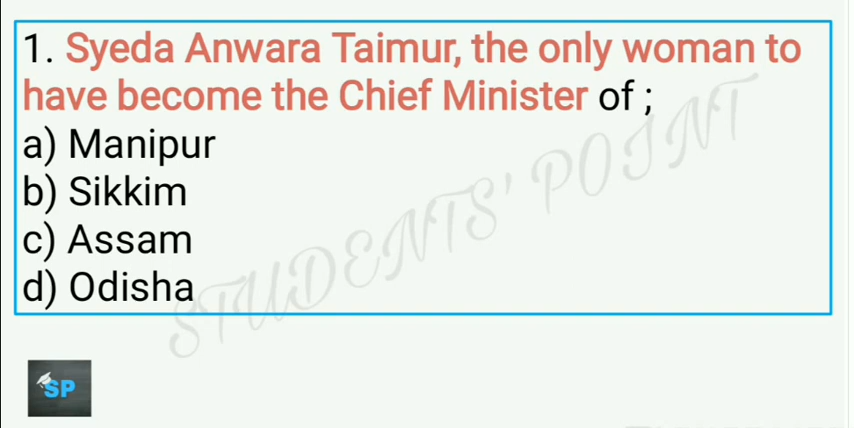 1. Syeda Anwara Taimur, the only woman to
have become the Chief Minister of ;
a) Manipur
b) Sikkim
c) Assam
d) Odisha
STUDENTS' POINT
SP